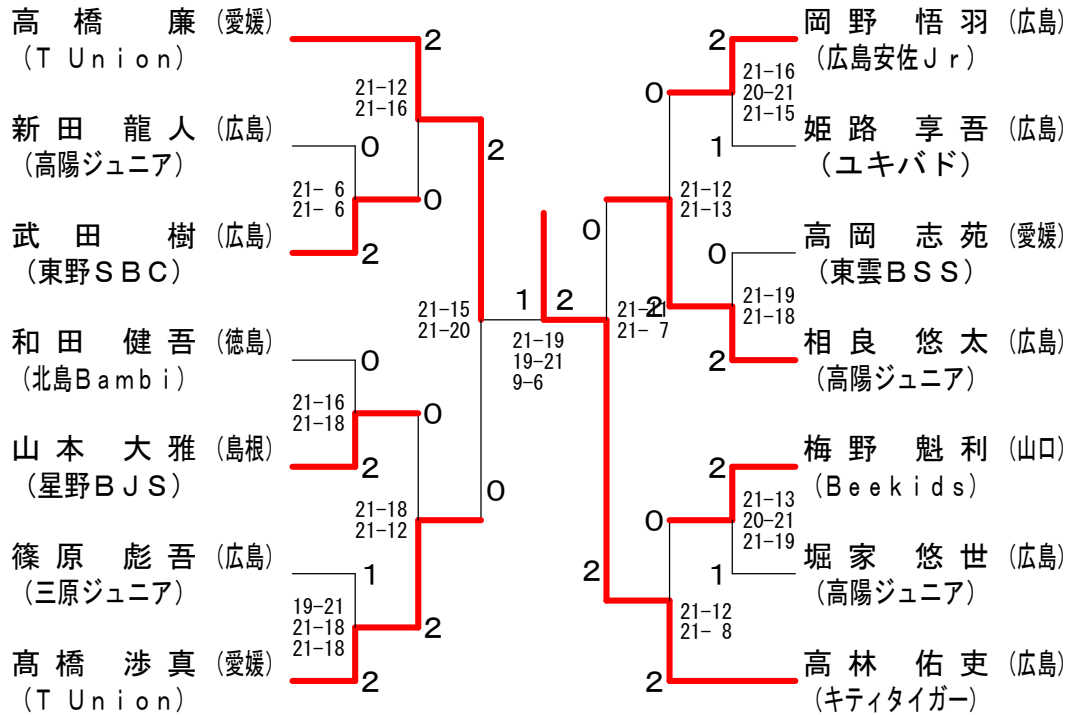 高橋　廉（愛媛）
（T Union）
新田　龍人（広島）
（高陽ジュニア）
武田　樹（広島）
（東野ＳＢＣ）
和田　健吾（徳島）
（北島Bambi）
山本　大雅（島根）
（星野ＢＪＳ）
篠原　彪吾（広島）
（三原ジュニア）
髙橋　渉真（愛媛）
（T Union）
2
21-12
21-16
0
21- 6
21- 6
0
2
2
21-15
21-20
0
21-16
21-18
0
2
21-18
21-12
0
1
19-21
21-18
21-18
2
2
1
2
21-19
19-21
9-6
岡野　悟羽（広島）
（広島安佐Ｊｒ）
姫路　享吾（広島）
（ユキバド）
高岡　志苑（愛媛）
（東雲ＢＳＳ）
相良　悠太（広島）
（高陽ジュニア）
梅野　魁利（山口）
（Beekids）
堀家　悠世（広島）
（高陽ジュニア）
高林　佑吏（広島）
（キティタイガー）
2
21-16
20-21
21-15
0
1
21-12
21-13
0
0
21-19
21-18
2
2
21-11
21- 7
2
21-13
20-21
21-19
0
1
2
21-12
21- 8
2